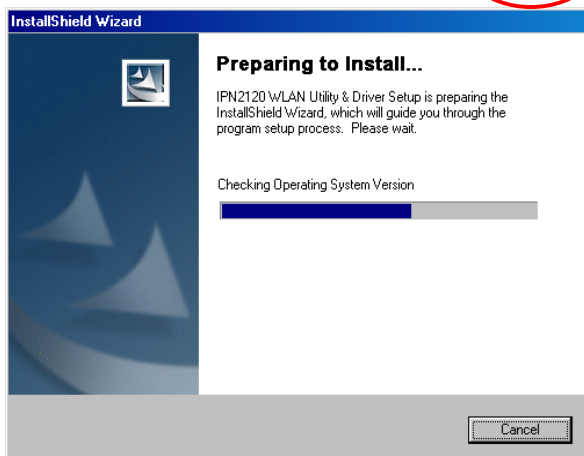 InstallShield Wizard
Preparing to Install...
IPN2120 WLAN Utility & Driver Setup is preparing the
InstallShield Wizard, which will guide you through the
program setup process.  Please wait.
Checking Operating System Version
Cancel